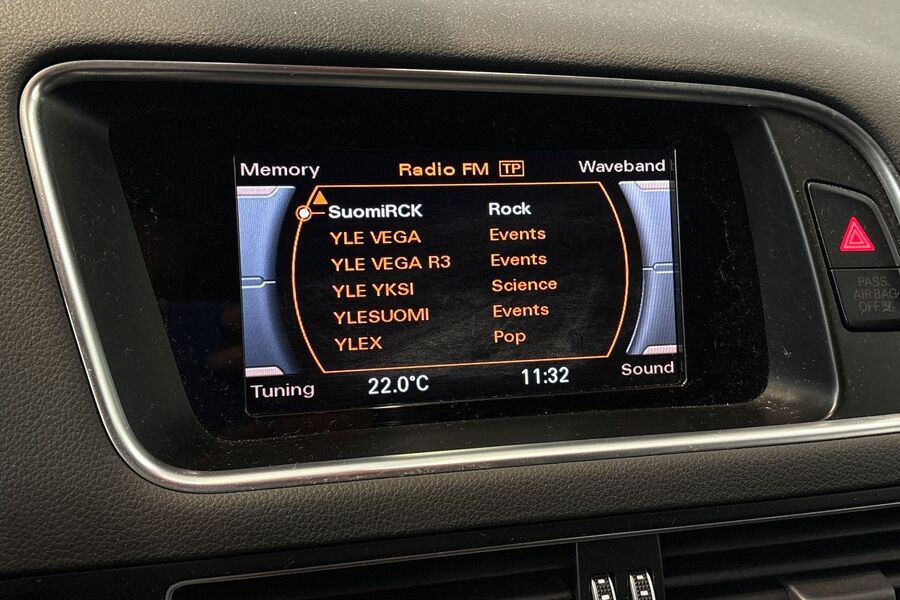 Memory Radio FM TP Waveband
SuomiRCK Rock
YLE VEGA Events
YLE VEGA R3 Events
YLE YKSI Science
YLESUOMI Events
YLEX Pop
Tuning 22.0°C 11:32 Sound
PASS
AIR BAG
OFF